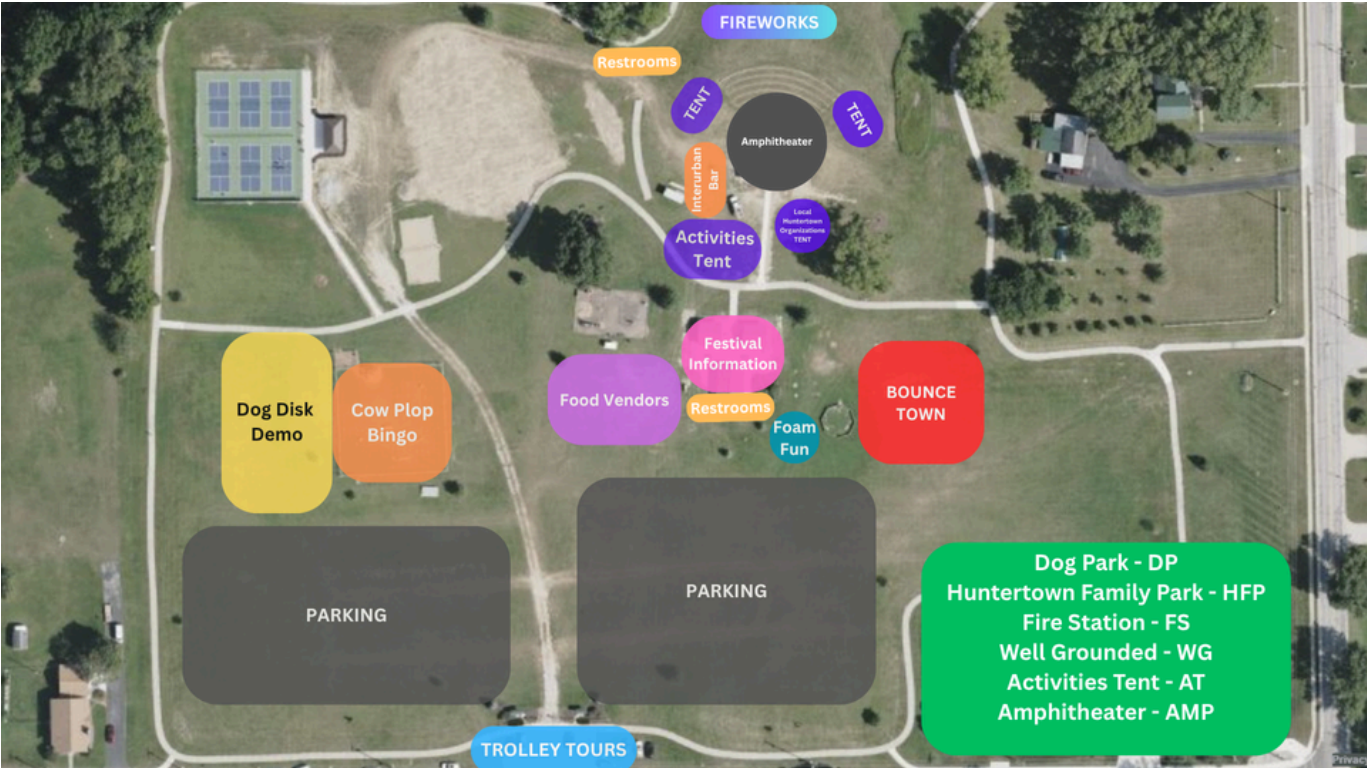 FIREWORKS
Restrooms
TENT
TENT
Amphitheater
Interurban
Bar
Local
Huntertown
Organizations
TENT
Activities
Tent
Festival
Information
Food Vendors
Restrooms
BOUNCE
TOWN
Dog Disk
Demo
Cow Plop
Bingo
Foam
Fun
PARKING
PARKING
Dog Park - DP
Huntertown Family Park - HFP
Fire Station - FS
Well Grounded - WG
Activities Tent - AT
Amphitheater - AMP
TROLLEY TOURS
Privac